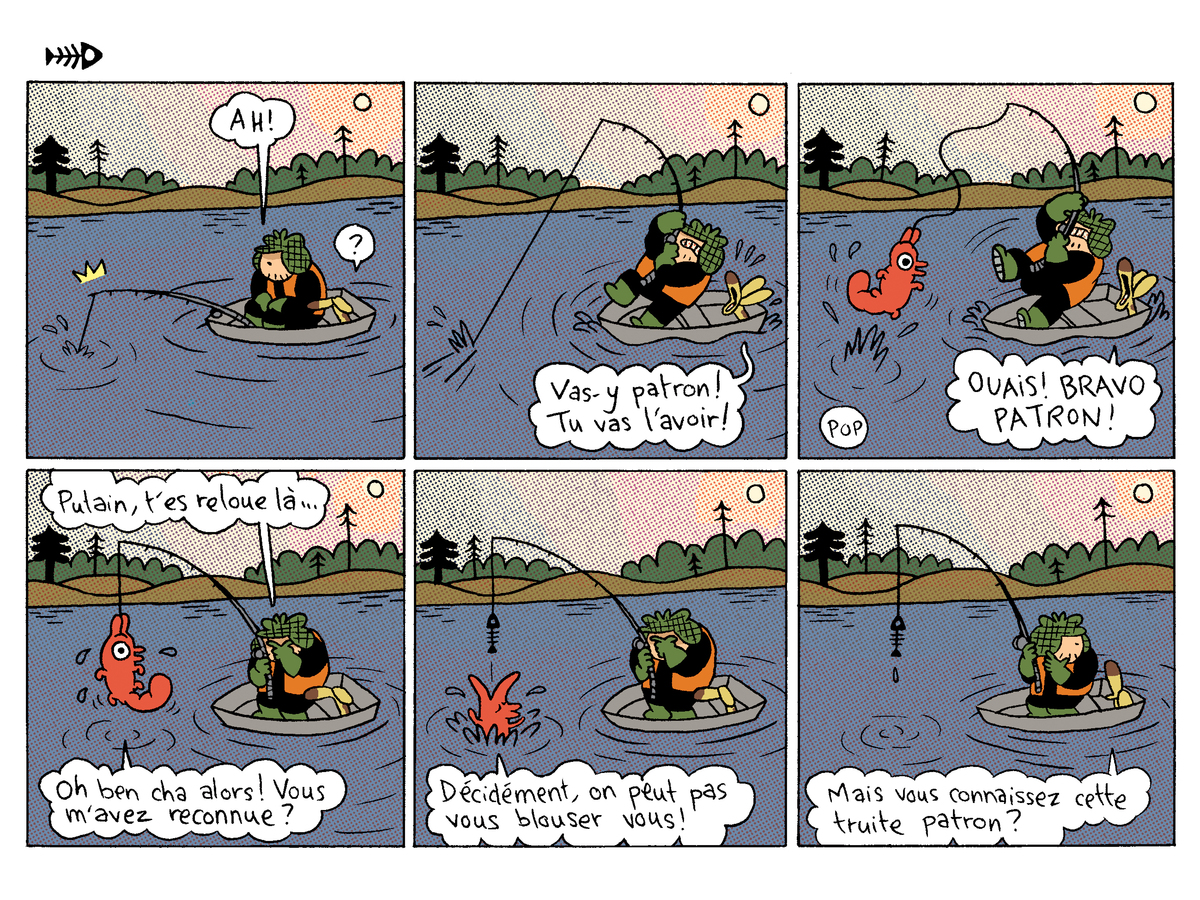 AH!
?
Vas-y patron!
Tu vas l'avoir!
POP
OUAIS! BRAVO
PATRON!
Putain, t'es reloue là...
Oh ben cha alors! Vous
m'avez reconnue?
Décidément, on peut pas
vous blouser vous!
Mais vous connaissez cette
truite patron?